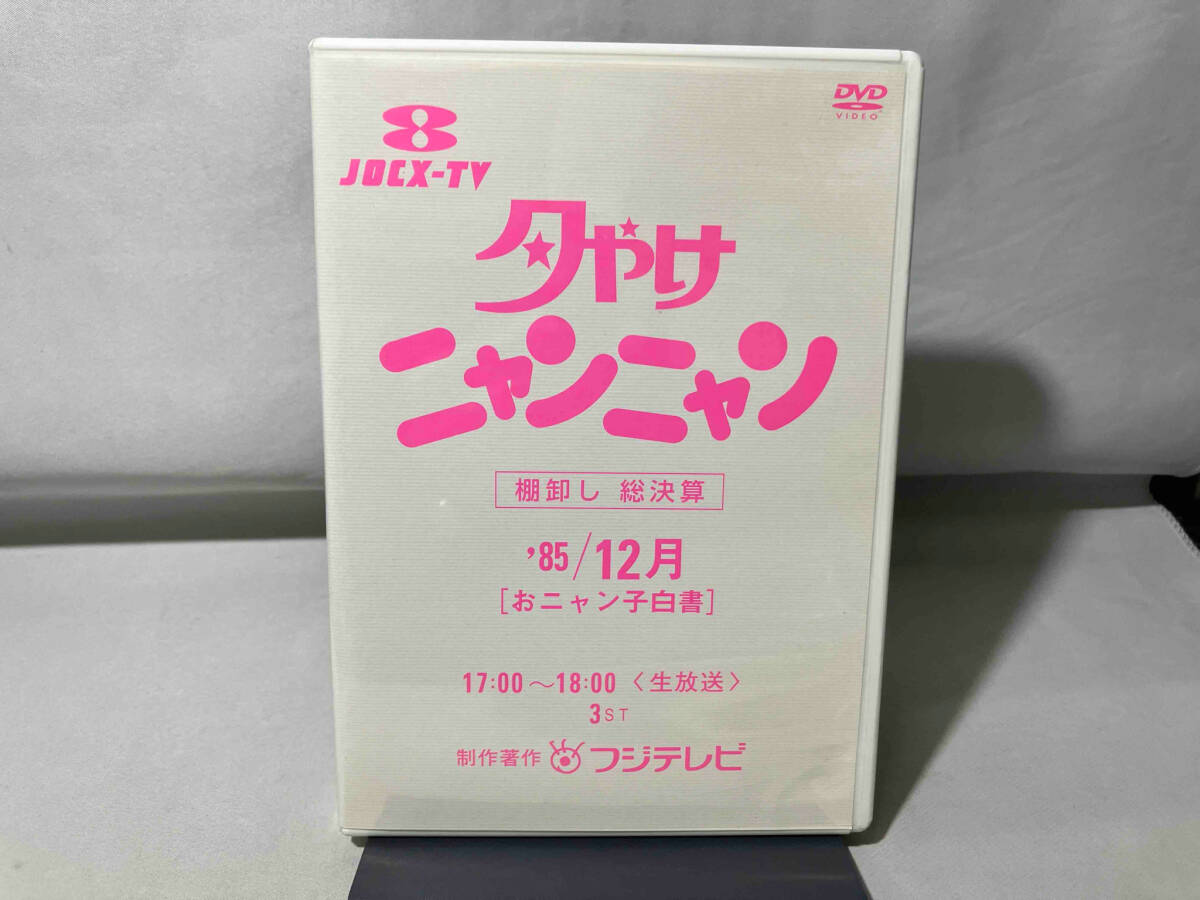 DVD
VIDEO
8
JOCX-TV
夕やけ
ニャンニャン
棚卸し 総決算
’85/12月
[おニャン子白書]
17:00〜18:00〈生放送〉
3ST
制作著作 フジテレビ